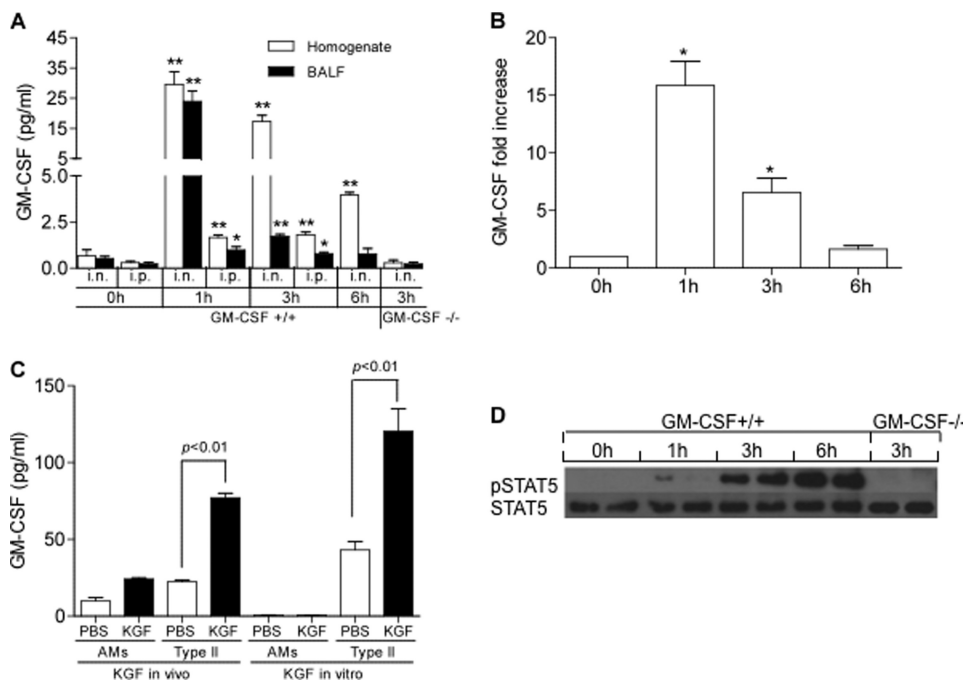 A
GM-CSF (pg/ml)
45
35
25
15
5
5.0
2.5
0.0
Homogenate
BALF
** ** ** * ** ** ** * **
i.n. i.p. i.n. i.p. i.n. i.p. i.n. i.n.
0h 1h 3h 6h 3h
GM-CSF +/+ GM-CSF -/-
B
GM-CSF fold increase
20
15
10
5
0
* *
0h 1h 3h 6h
C
GM-CSF (pg/ml)
150
100
50
0
p<0.01
p<0.01
PBS KGF PBS KGF PBS KGF PBS KGF
AMs Type II AMs Type II
KGF in vivo KGF in vitro
D
GM-CSF+/+ GM-CSF-/-
0h 1h 3h 6h 3h
pSTAT5
STAT5